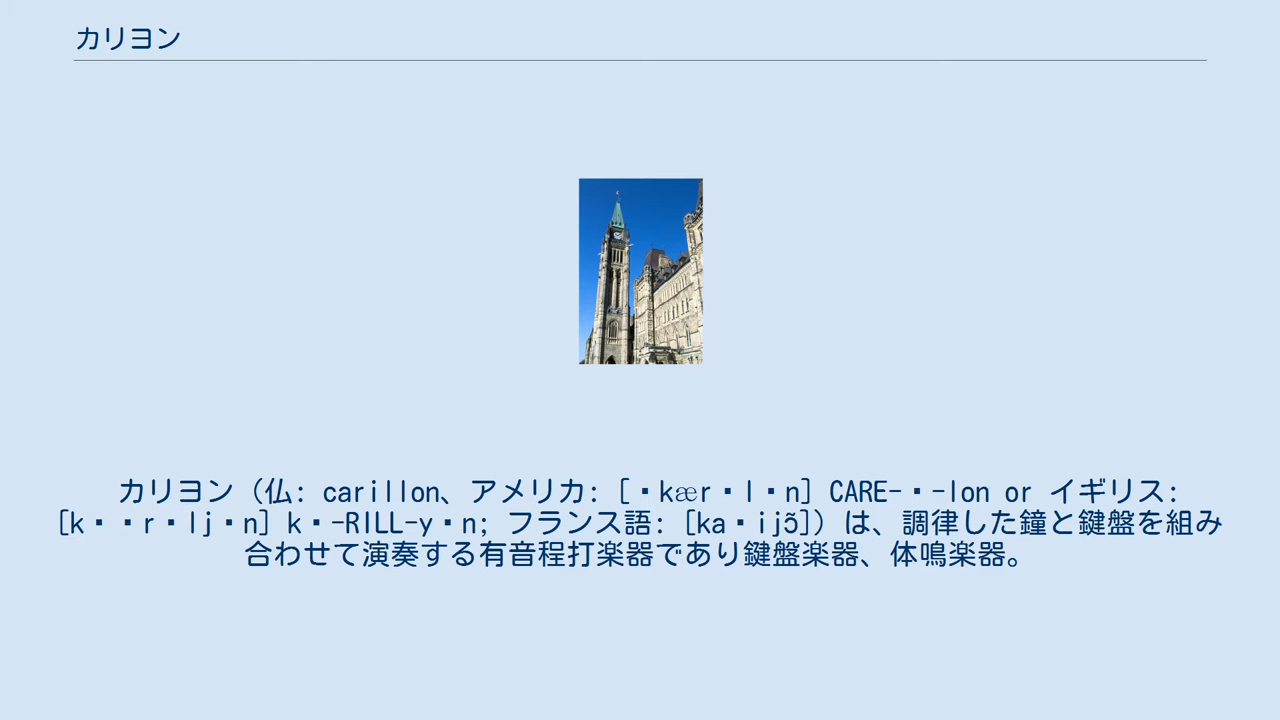 カリヨン
カリヨン（仏: carillon、アメリカ: [▪kær▪l▪n] CARE-▪-lon or イギリス:
[k▪▪r▪lj▪n] k▪-RILL-y▪n; フランス語: [ka▪ijɔ̃]）は、調律した鐘と鍵盤を組み
合わせて演奏する有音程打楽器であり鍵盤楽器、体鳴楽器。